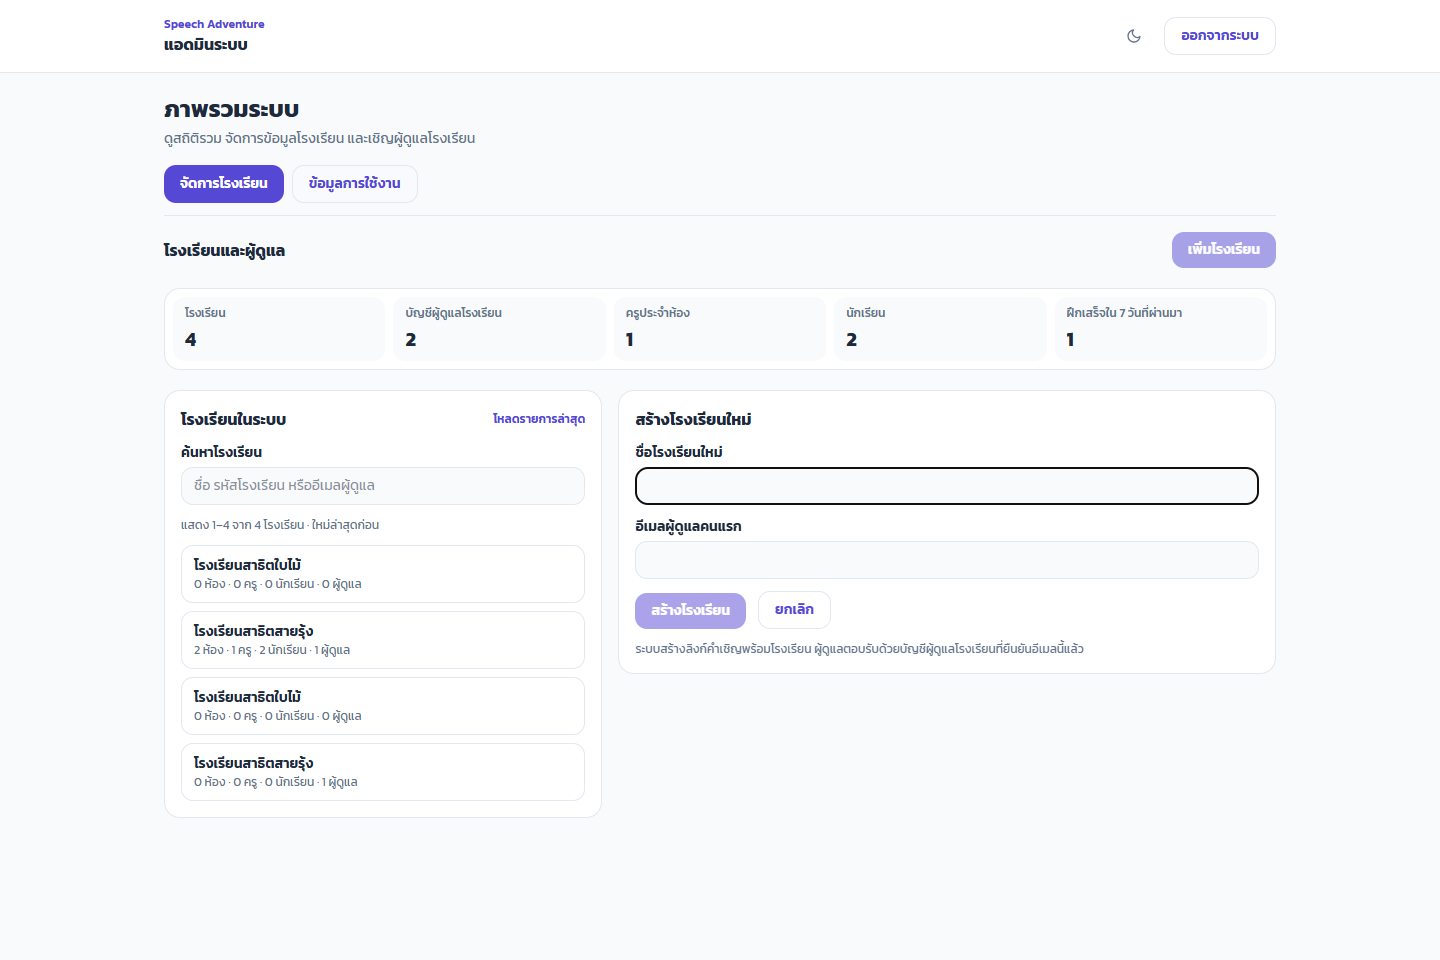 Speech Adventure
แอดมินระบบ
ออกจากระบบ
ภาพรวมระบบ
ดูสถิติรวม จัดการข้อมูลโรงเรียน และเชิญผู้ดูแลโรงเรียน
จัดการโรงเรียน
ข้อมูลการใช้งาน
โรงเรียนและผู้ดูแล
เพิ่มโรงเรียน
โรงเรียน
4
บัญชีผู้ดูแลโรงเรียน
2
ครูประจำห้อง
1
นักเรียน
2
ฝึกเสร็จใน 7 วันที่ผ่านมา
1
โรงเรียนในระบบ
โหลดรายการล่าสุด
ค้นหาโรงเรียน
ชื่อ รหัสโรงเรียน หรืออีเมลผู้ดูแล
แสดง 1–4 จาก 4 โรงเรียน · ใหม่ล่าสุดก่อน
โรงเรียนสาธิตใบไม้
0 ห้อง · 0 ครู · 0 นักเรียน · 0 ผู้ดูแล
โรงเรียนสาธิตสายรุ้ง
2 ห้อง · 1 ครู · 2 นักเรียน · 1 ผู้ดูแล
โรงเรียนสาธิตใบไม้
0 ห้อง · 0 ครู · 0 นักเรียน · 0 ผู้ดูแล
โรงเรียนสาธิตสายรุ้ง
0 ห้อง · 0 ครู · 0 นักเรียน · 1 ผู้ดูแล
สร้างโรงเรียนใหม่
ชื่อโรงเรียนใหม่
อีเมลผู้ดูแลคนแรก
สร้างโรงเรียน
ยกเลิก
ระบบสร้างลิงก์คำเชิญพร้อมโรงเรียน ผู้ดูแลตอบรับด้วยบัญชีผู้ดูแลโรงเรียนที่ยืนยันอีเมลนี้แล้ว